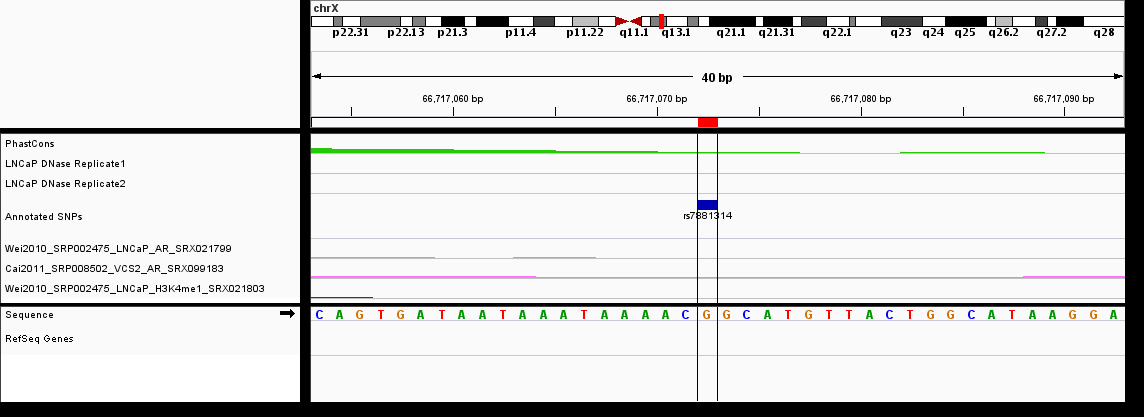 chrX
p22.31 p22.13 p21.3 p11.4 p11.22 q11.1 q13.1 q21.1 q21.31 q22.1 q23 q24 q25 q26.2 q27.2 q28
40 bp
66,717,060 bp 66,717,070 bp 66,717,080 bp 66,717,090 bp
PhastCons
LNCaP DNase Replicate1
LNCaP DNase Replicate2
Annotated SNPs
rs7881314
Wei2010_SRP002475_LNCaP_AR_SRX021799
Cai2011_SRP008502_VCS2_AR_SRX099183
Wei2010_SRP002475_LNCaP_H3K4me1_SRX021803
Sequence
C A G T G A T A A T A A A T A A A A C G G C A T G T T A C T G G C A T A A G G A
RefSeq Genes